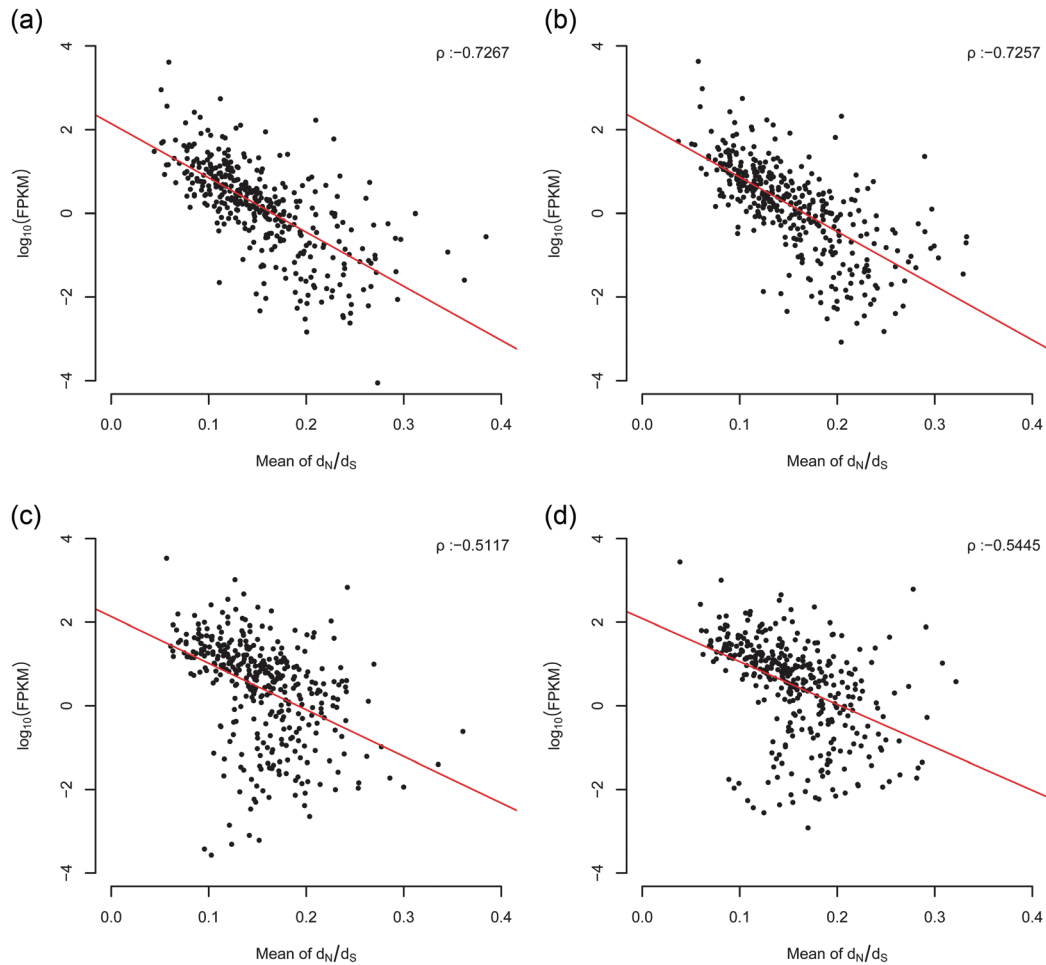 (a)
ρ :−0.7267
4
2
0
−2
−4
log10(FPKM)
0.0 0.1 0.2 0.3 0.4
Mean of dN/dS
(b)
ρ :−0.7257
4
2
0
−2
−4
log10(FPKM)
0.0 0.1 0.2 0.3 0.4
Mean of dN/dS
(c)
ρ :−0.5117
4
2
0
−2
−4
log10(FPKM)
0.0 0.1 0.2 0.3 0.4
Mean of dN/dS
(d)
ρ :−0.5445
4
2
0
−2
−4
log10(FPKM)
0.0 0.1 0.2 0.3 0.4
Mean of dN/dS